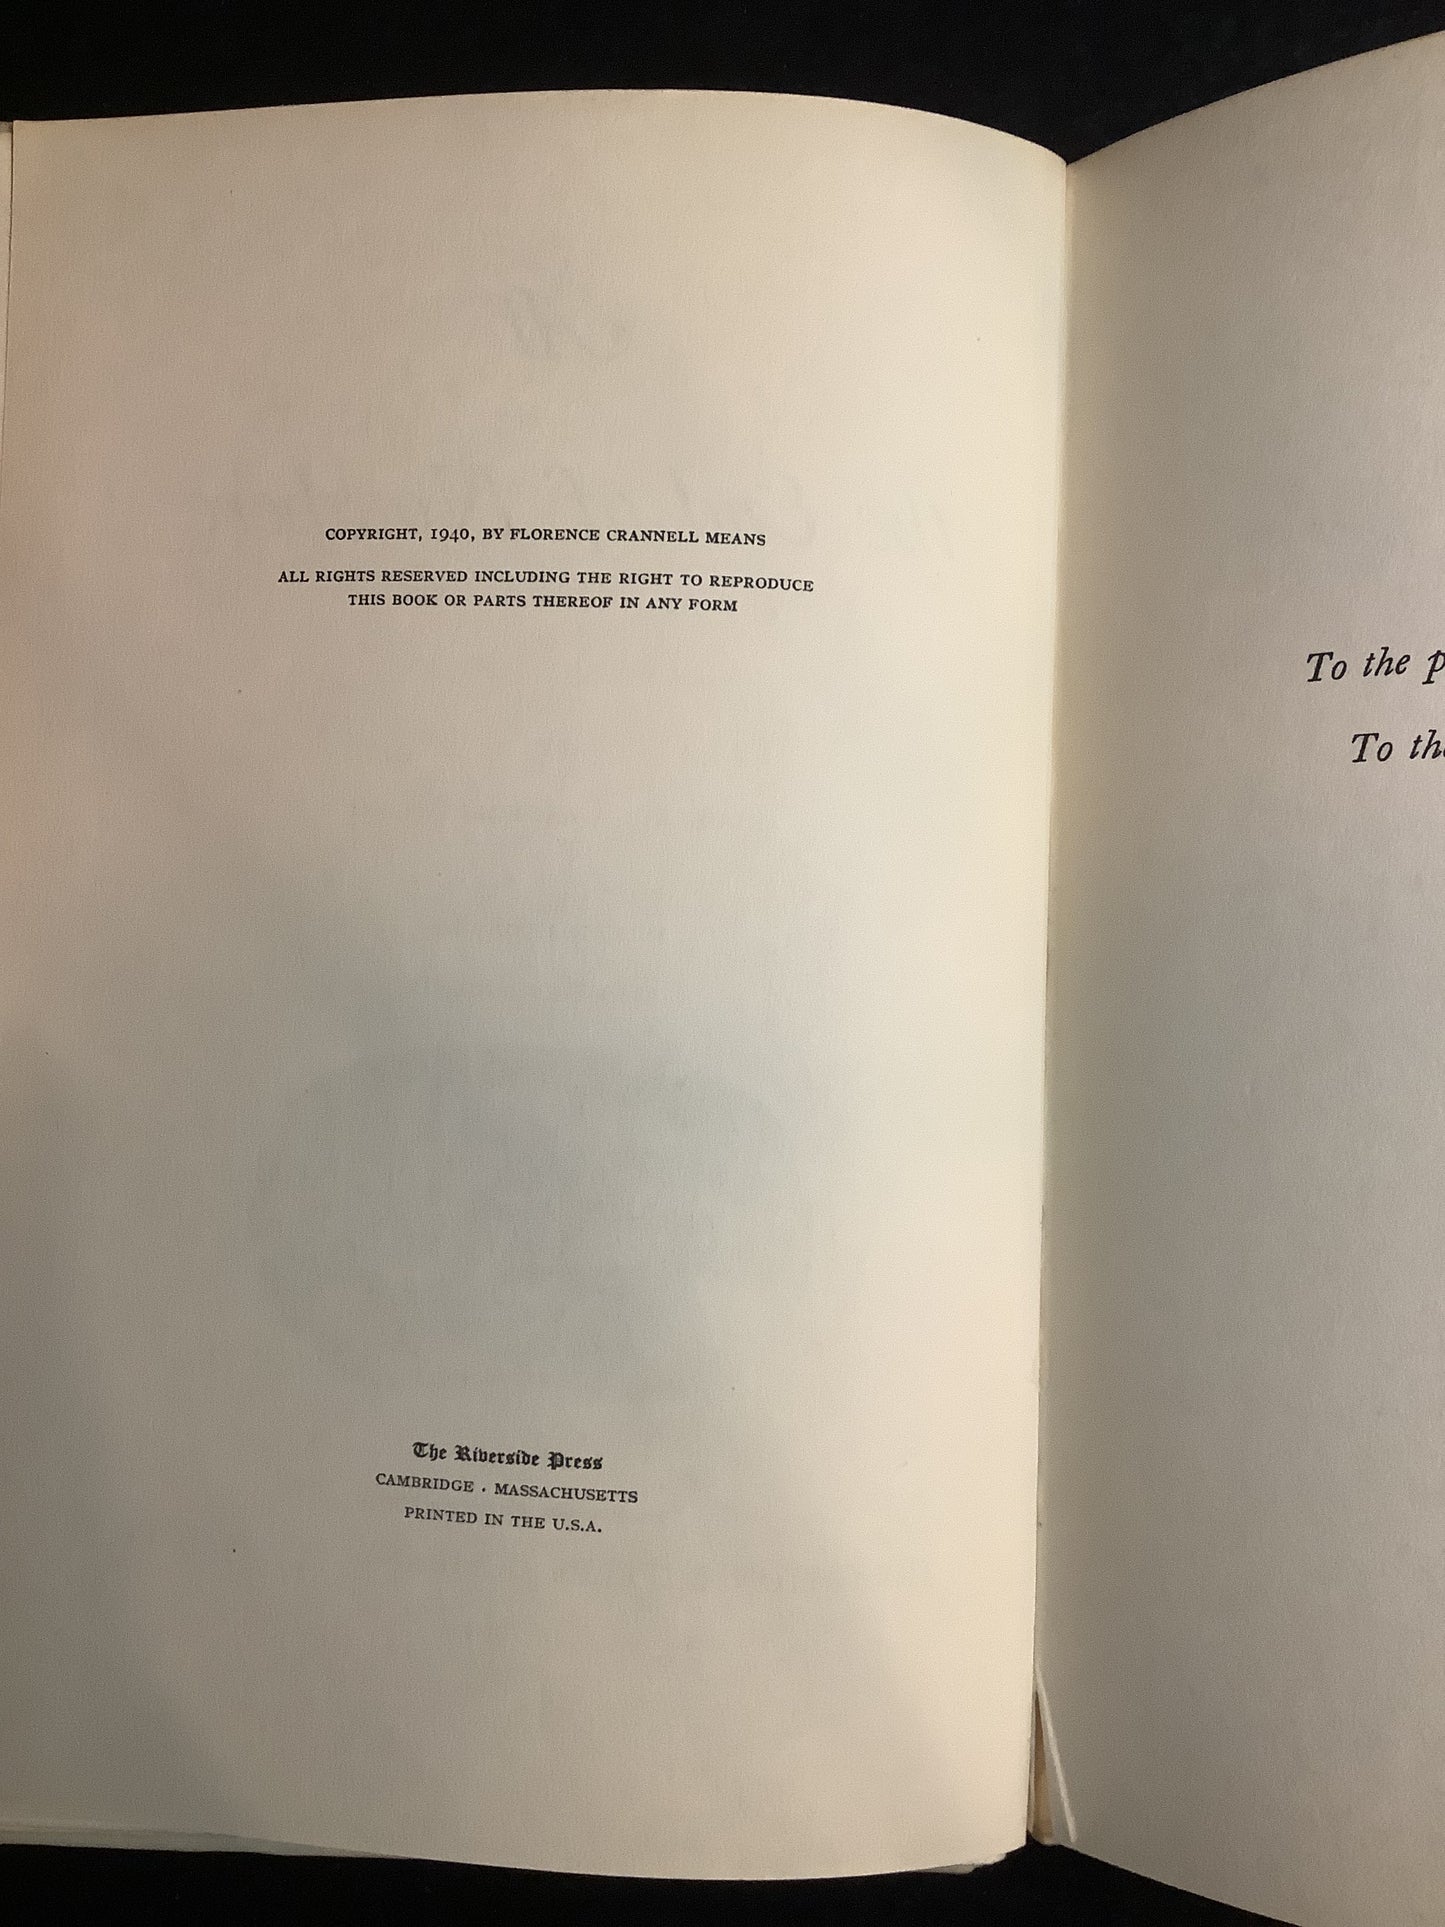 COPYRIGHT, 1940, BY FLORENCE CRANNELL MEANS
ALL RIGHTS RESERVED INCLUDING THE RIGHT TO REPRODUCE
THIS BOOK OR PARTS THEREOF IN ANY FORM
The Riverside Press
CAMBRIDGE · MASSACHUSETTS
PRINTED IN THE U.S.A.
To the
To